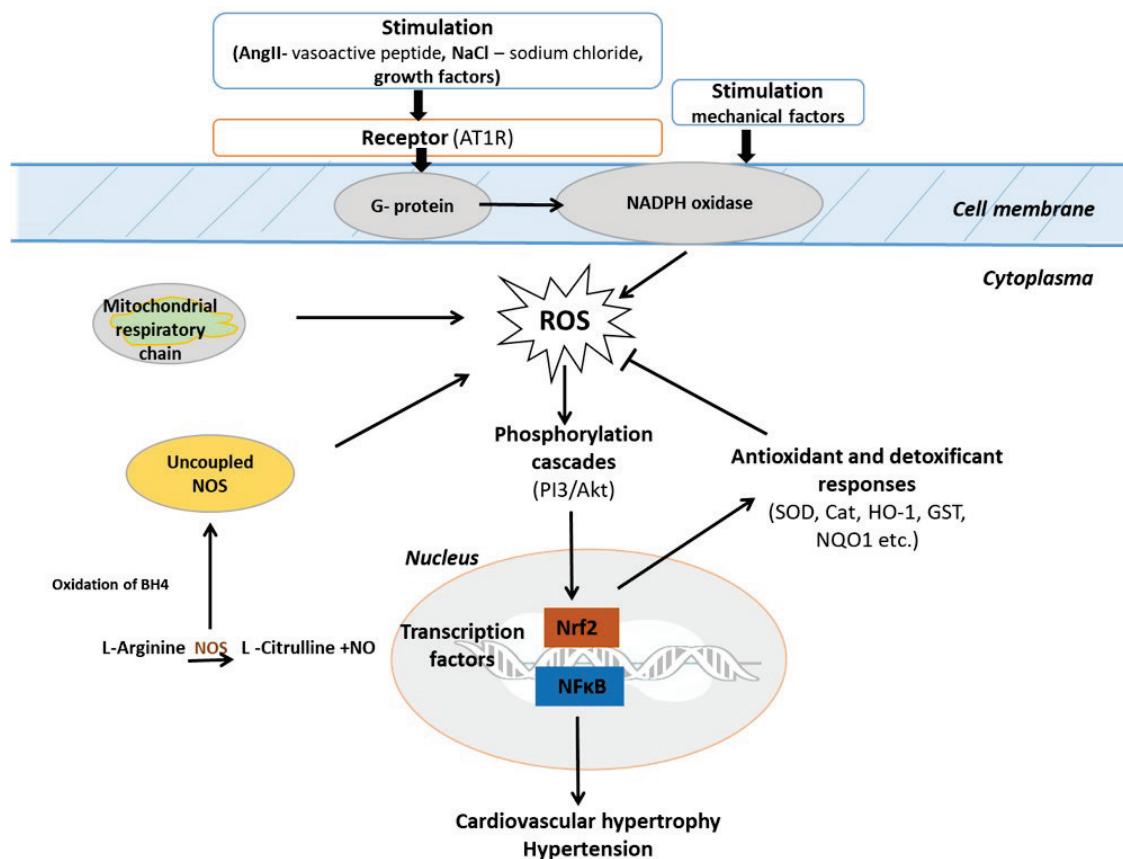 Stimulation
(AngII- vasoactive peptide, NaCl – sodium chloride,
growth factors)
Stimulation
mechanical factors
Receptor (AT1R)
G- protein
NADPH oxidase
Cell membrane
Cytoplasma
Mitochondrial
respiratory
chain
ROS
Phosphorylation
cascades
(PI3/Akt)
Uncoupled
NOS
Antioxidant and detoxificant
responses
(SOD, Cat, HO-1, GST,
NQO1 etc.)
Nucleus
Oxidation of BH4
L-Arginine NOS L -Citrulline +NO
Transcription
factors
Nrf2
NFκB
Cardiovascular hypertrophy
Hypertension